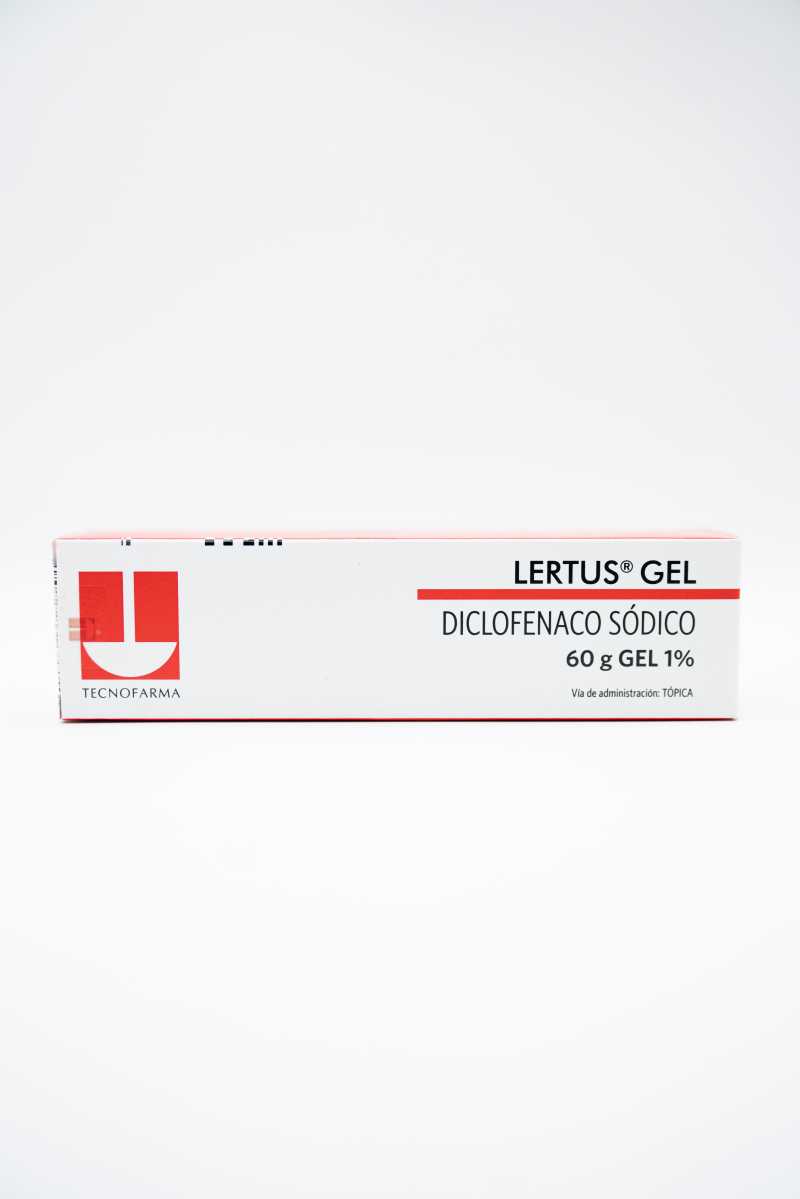 LERTUS® GEL
DICLOFENACO SÓDICO
60 g GEL 1%
Vía de administración: TÓPICA
TECNOFARMA